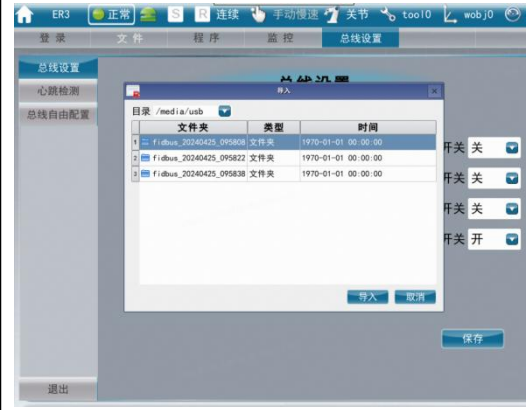 ER3 正常 S R 连续 手动慢速 关节 tool0 wobj0
登录 文件 程序 监控 总线设置
总线设置
心跳检测
总线自由配置
导入
目录 /media/usb
文件夹 类型 时间
1 fidbus_20240425_095808 文件夹 1970-01-01 00:00:00
2 fidbus_20240425_095822 文件夹 1970-01-01 00:00:00
3 fidbus_20240425_095838 文件夹 1970-01-01 00:00:00
导入 取消
开关 关
开关 关
开关 关
开关 开
保存
退出